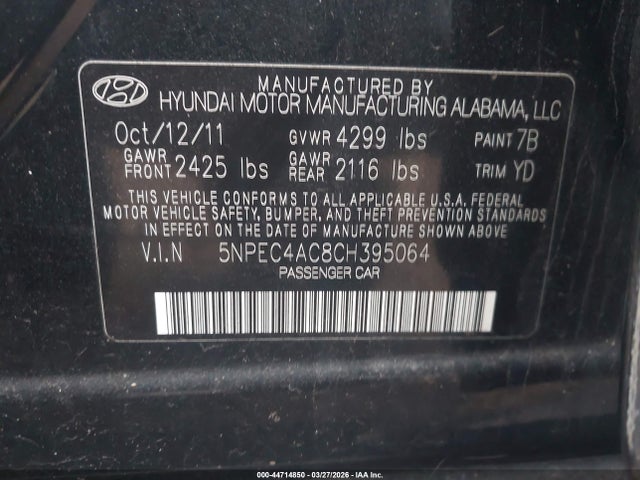 MANUFACTURED BY
HYUNDAI MOTOR MANUFACTURING ALABAMA, LLC
Oct/12/11 GVWR 4299 lbs PAINT 7B
GAWR FRONT 2425 lbs GAWR REAR 2116 lbs TRIM YD
THIS VEHICLE CONFORMS TO ALL APPLICABLE U.S.A. FEDERAL
MOTOR VEHICLE SAFETY, BUMPER, AND THEFT PREVENTION STANDARDS
IN EFFECT ON THE DATE OF MANUFACTURE SHOWN ABOVE.
V.I.N 5NPEC4AC8CH395064
PASSENGER CAR
000-44714850 | 03/27/2026 | IAA Inc.